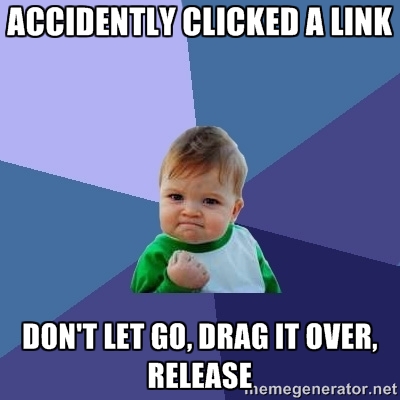 ACCIDENTLY CLICKED A LINK
DON'T LET GO, DRAG IT OVER,
RELEASE
memegenerator.net